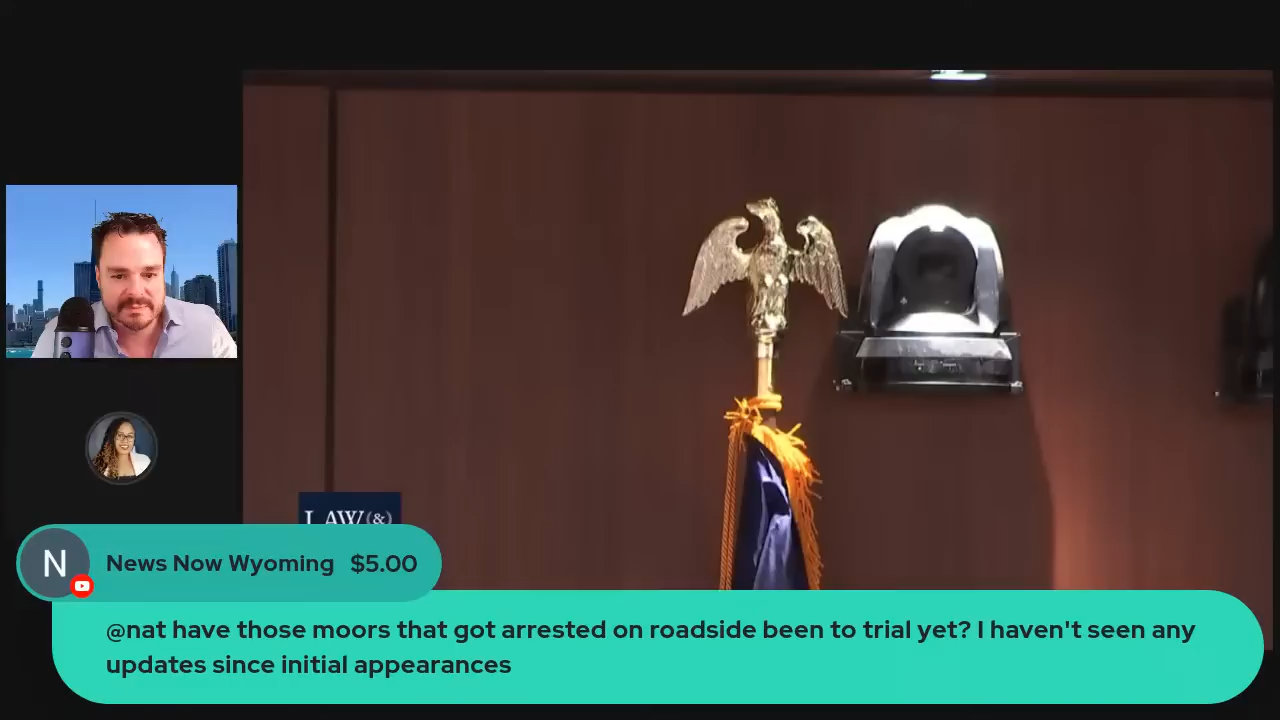 LAW(&)
N
News Now Wyoming $5.00
@nat have those moors that got arrested on roadside been to trial yet? I haven't seen any
updates since initial appearances